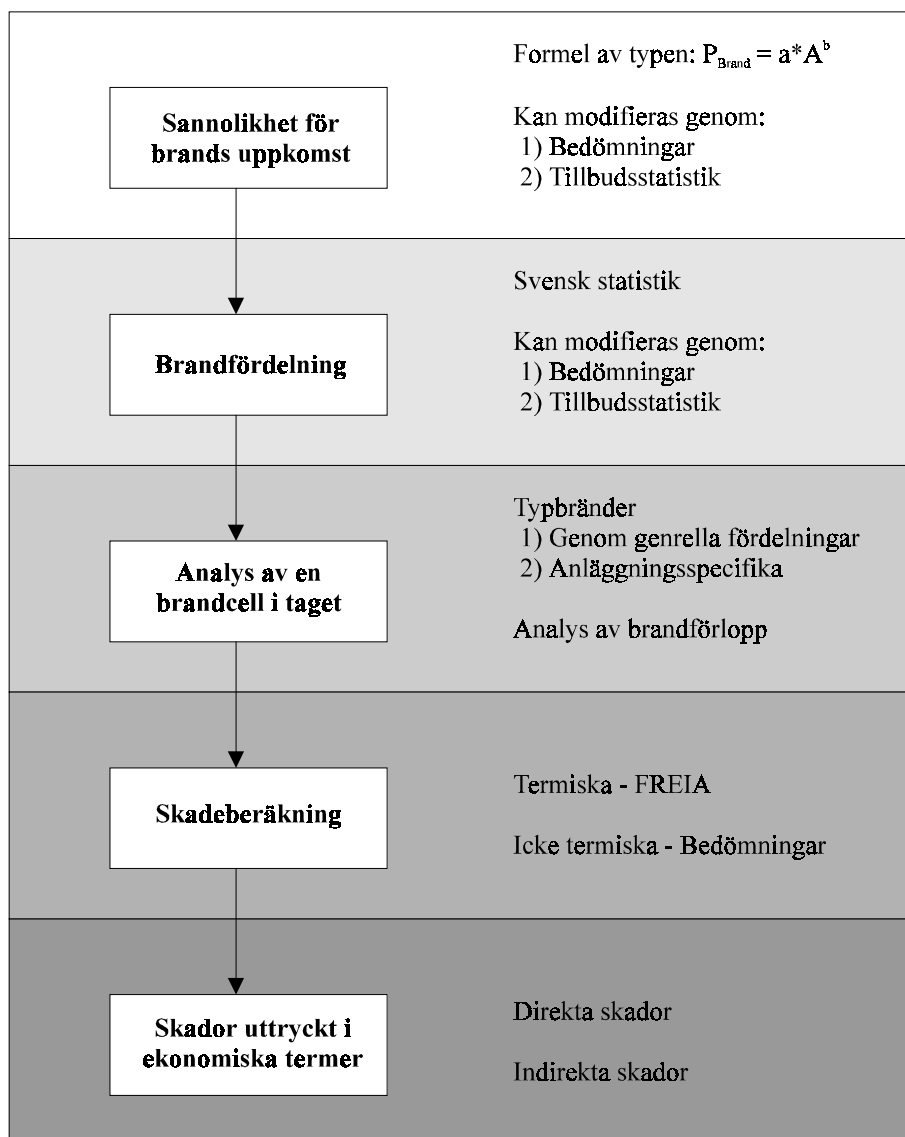 Formel av typen: P_Brand = a*A^b
Sannolikhet för
brands uppkomst
Kan modifieras genom:
1) Bedömningar
2) Tillbudsstatistik
Brandfördelning
Svensk statistik
Kan modifieras genom:
1) Bedömningar
2) Tillbudsstatistik
Analys av en
brandcell i taget
Typbränder
1) Genom genrella fördelningar
2) Anläggningsspecifika
Analys av brandförlopp
Skadeberäkning
Termiska - FREIA
Icke termiska - Bedömningar
Skador uttryckt i
ekonomiska termer
Direkta skador
Indirekta skador